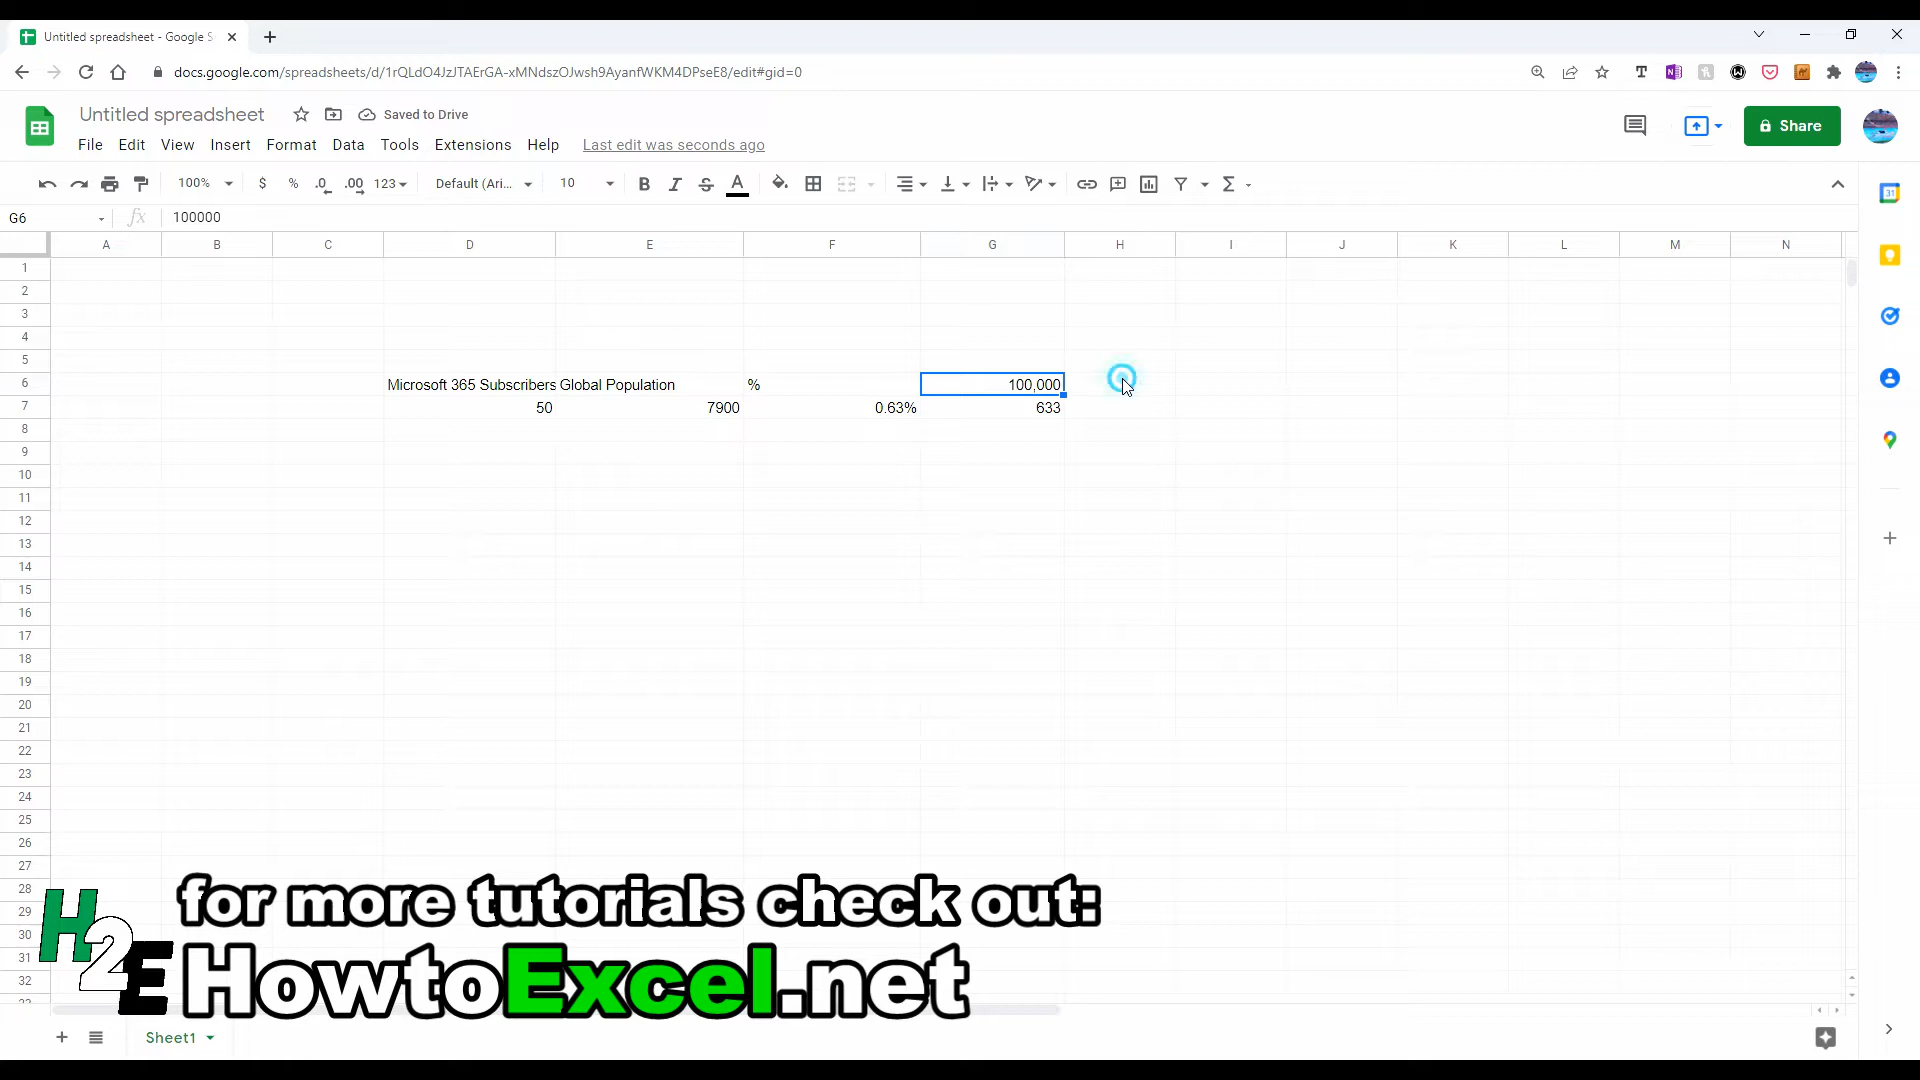 Untitled spreadsheet - Google S
docs.google.com/spreadsheets/d/1rQLdO4JzJTAErGA-xMNdszOJwsh9AyanfWKM4DPseE8/edit#gid=0
Untitled spreadsheet
Saved to Drive
Share
File Edit View Insert Format Data Tools Extensions Help Last edit was seconds ago
100% $ % .0 .00 123 Default (Ari... 10 B I S A Σ
G6 fx 100000
A B C D E F G H I J K L M N
1
2
3
4
5
6 Microsoft 365 Subscribers Global Population % 100,000
7 50 7900 0.63% 633
8
9
10
11
12
13
14
15
16
17
18
19
20
21
22
23
24
25
26
27
28
29
30
31
32
H2E
for more tutorials check out:
HowtoExcel.net
Sheet1